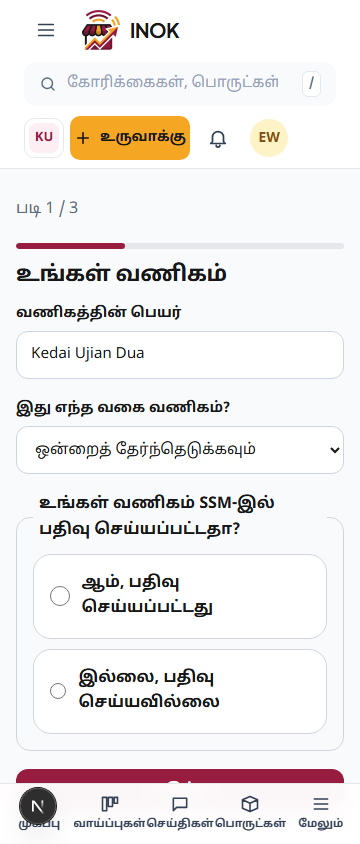 INOK
கோரிக்கைகள், பொருட்கள்
/
KU
+ உருவாக்கு
EW
படி 1 / 3
உங்கள் வணிகம்
வணிகத்தின் பெயர்
Kedai Ujian Dua
இது எந்த வகை வணிகம்?
ஒன்றைத் தேர்ந்தெடுக்கவும்
உங்கள் வணிகம் SSM-இல்
பதிவு செய்யப்பட்டதா?
ஆம், பதிவு
செய்யப்பட்டது
இல்லை, பதிவு
செய்யவில்லை
N
வாய்ப்புகள் செய்திகள் பொருட்கள் மேலும்